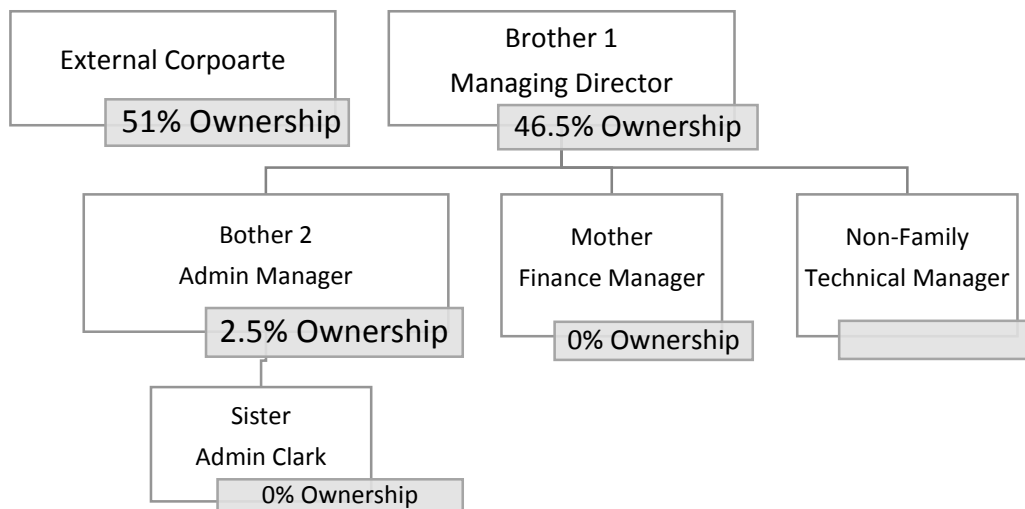 External Corpoarte
51% Ownership
Brother 1
Managing Director
46.5% Ownership
Bother 2
Admin Manager
2.5% Ownership
Mother
Finance Manager
0% Ownership
Non-Family
Technical Manager
Sister
Admin Clark
0% Ownership